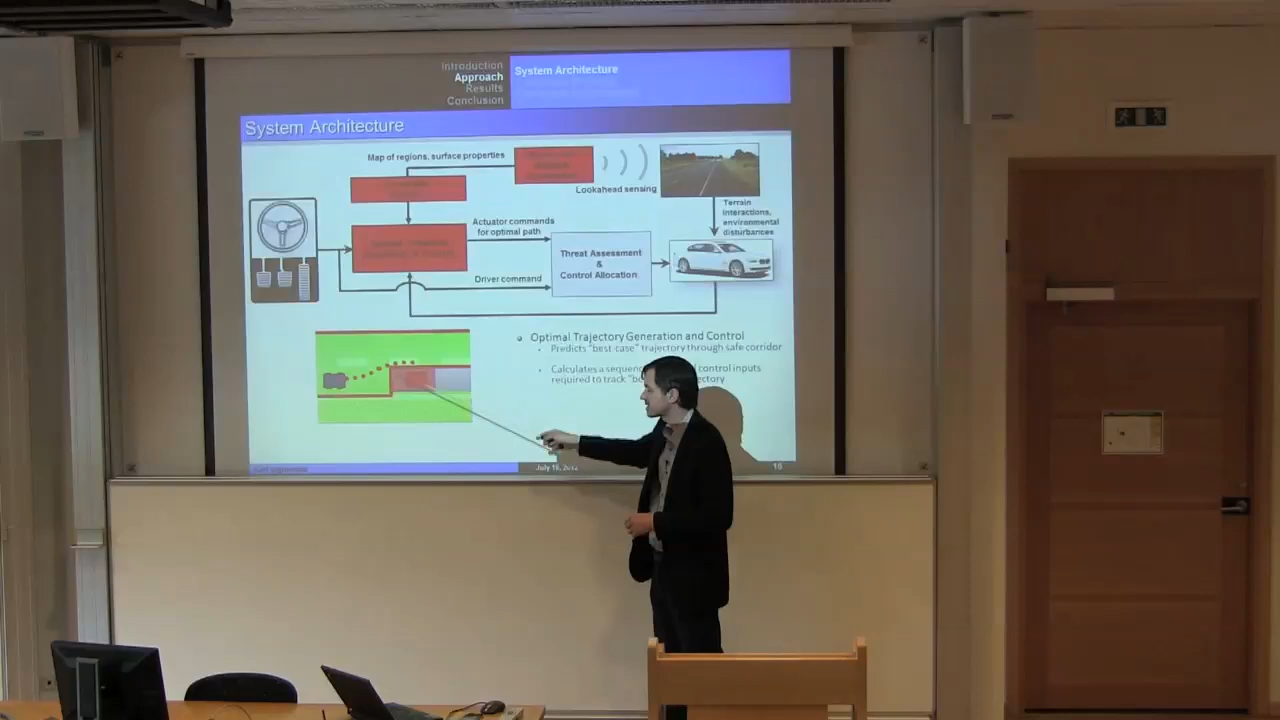 Introduction
Approach
Results
Conclusion
System Architecture
System Architecture
Map of regions, surface properties
Lookahead sensing
Terrain
interactions,
environmental
disturbances
Actuator commands
for optimal path
Threat Assessment
&
Control Allocation
Driver command
Optimal Trajectory Generation and Control
Predicts "best-case" trajectory through safe corridor
Calculates a control inputs
required to track
July 18, 2012
16